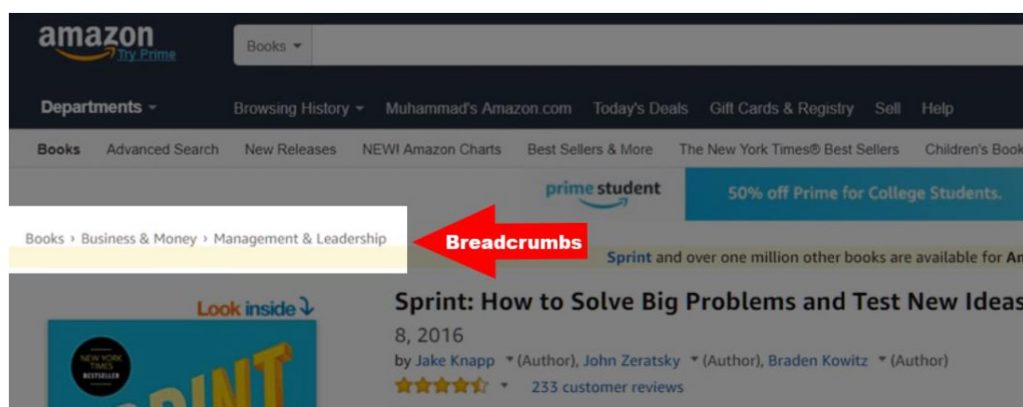 amazon
Try Prime
Books
Departments
Browsing History
Muhammad's Amazon.com
Today's Deals
Gift Cards & Registry
Sell
Help
Books
Advanced Search
New Releases
NEW! Amazon Charts
Best Sellers & More
The New York Times® Best Sellers
Children's Book
prime student
50% off Prime for College Students.
Books › Business & Money › Management & Leadership
Breadcrumbs
Sprint and over one million other books are available for Am
Look inside
Sprint: How to Solve Big Problems and Test New Ideas
8, 2016
by Jake Knapp (Author), John Zeratsky (Author), Braden Kowitz (Author)
233 customer reviews
NEW YORK
TIMES
BESTSELLER
SPRINT